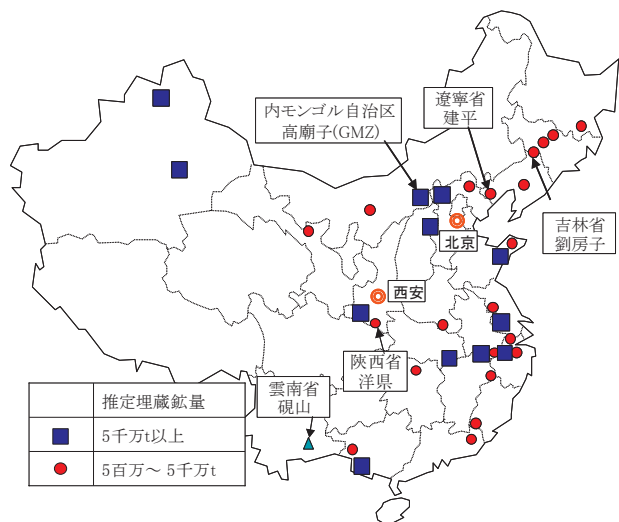 内モンゴル自治区
高廟子(GMZ)
遼寧省
建平
吉林省
劉房子
北京
西安
陝西省
洋県
雲南省
硯山
推定埋蔵鉱量
5千万t以上
5百万～ 5千万t